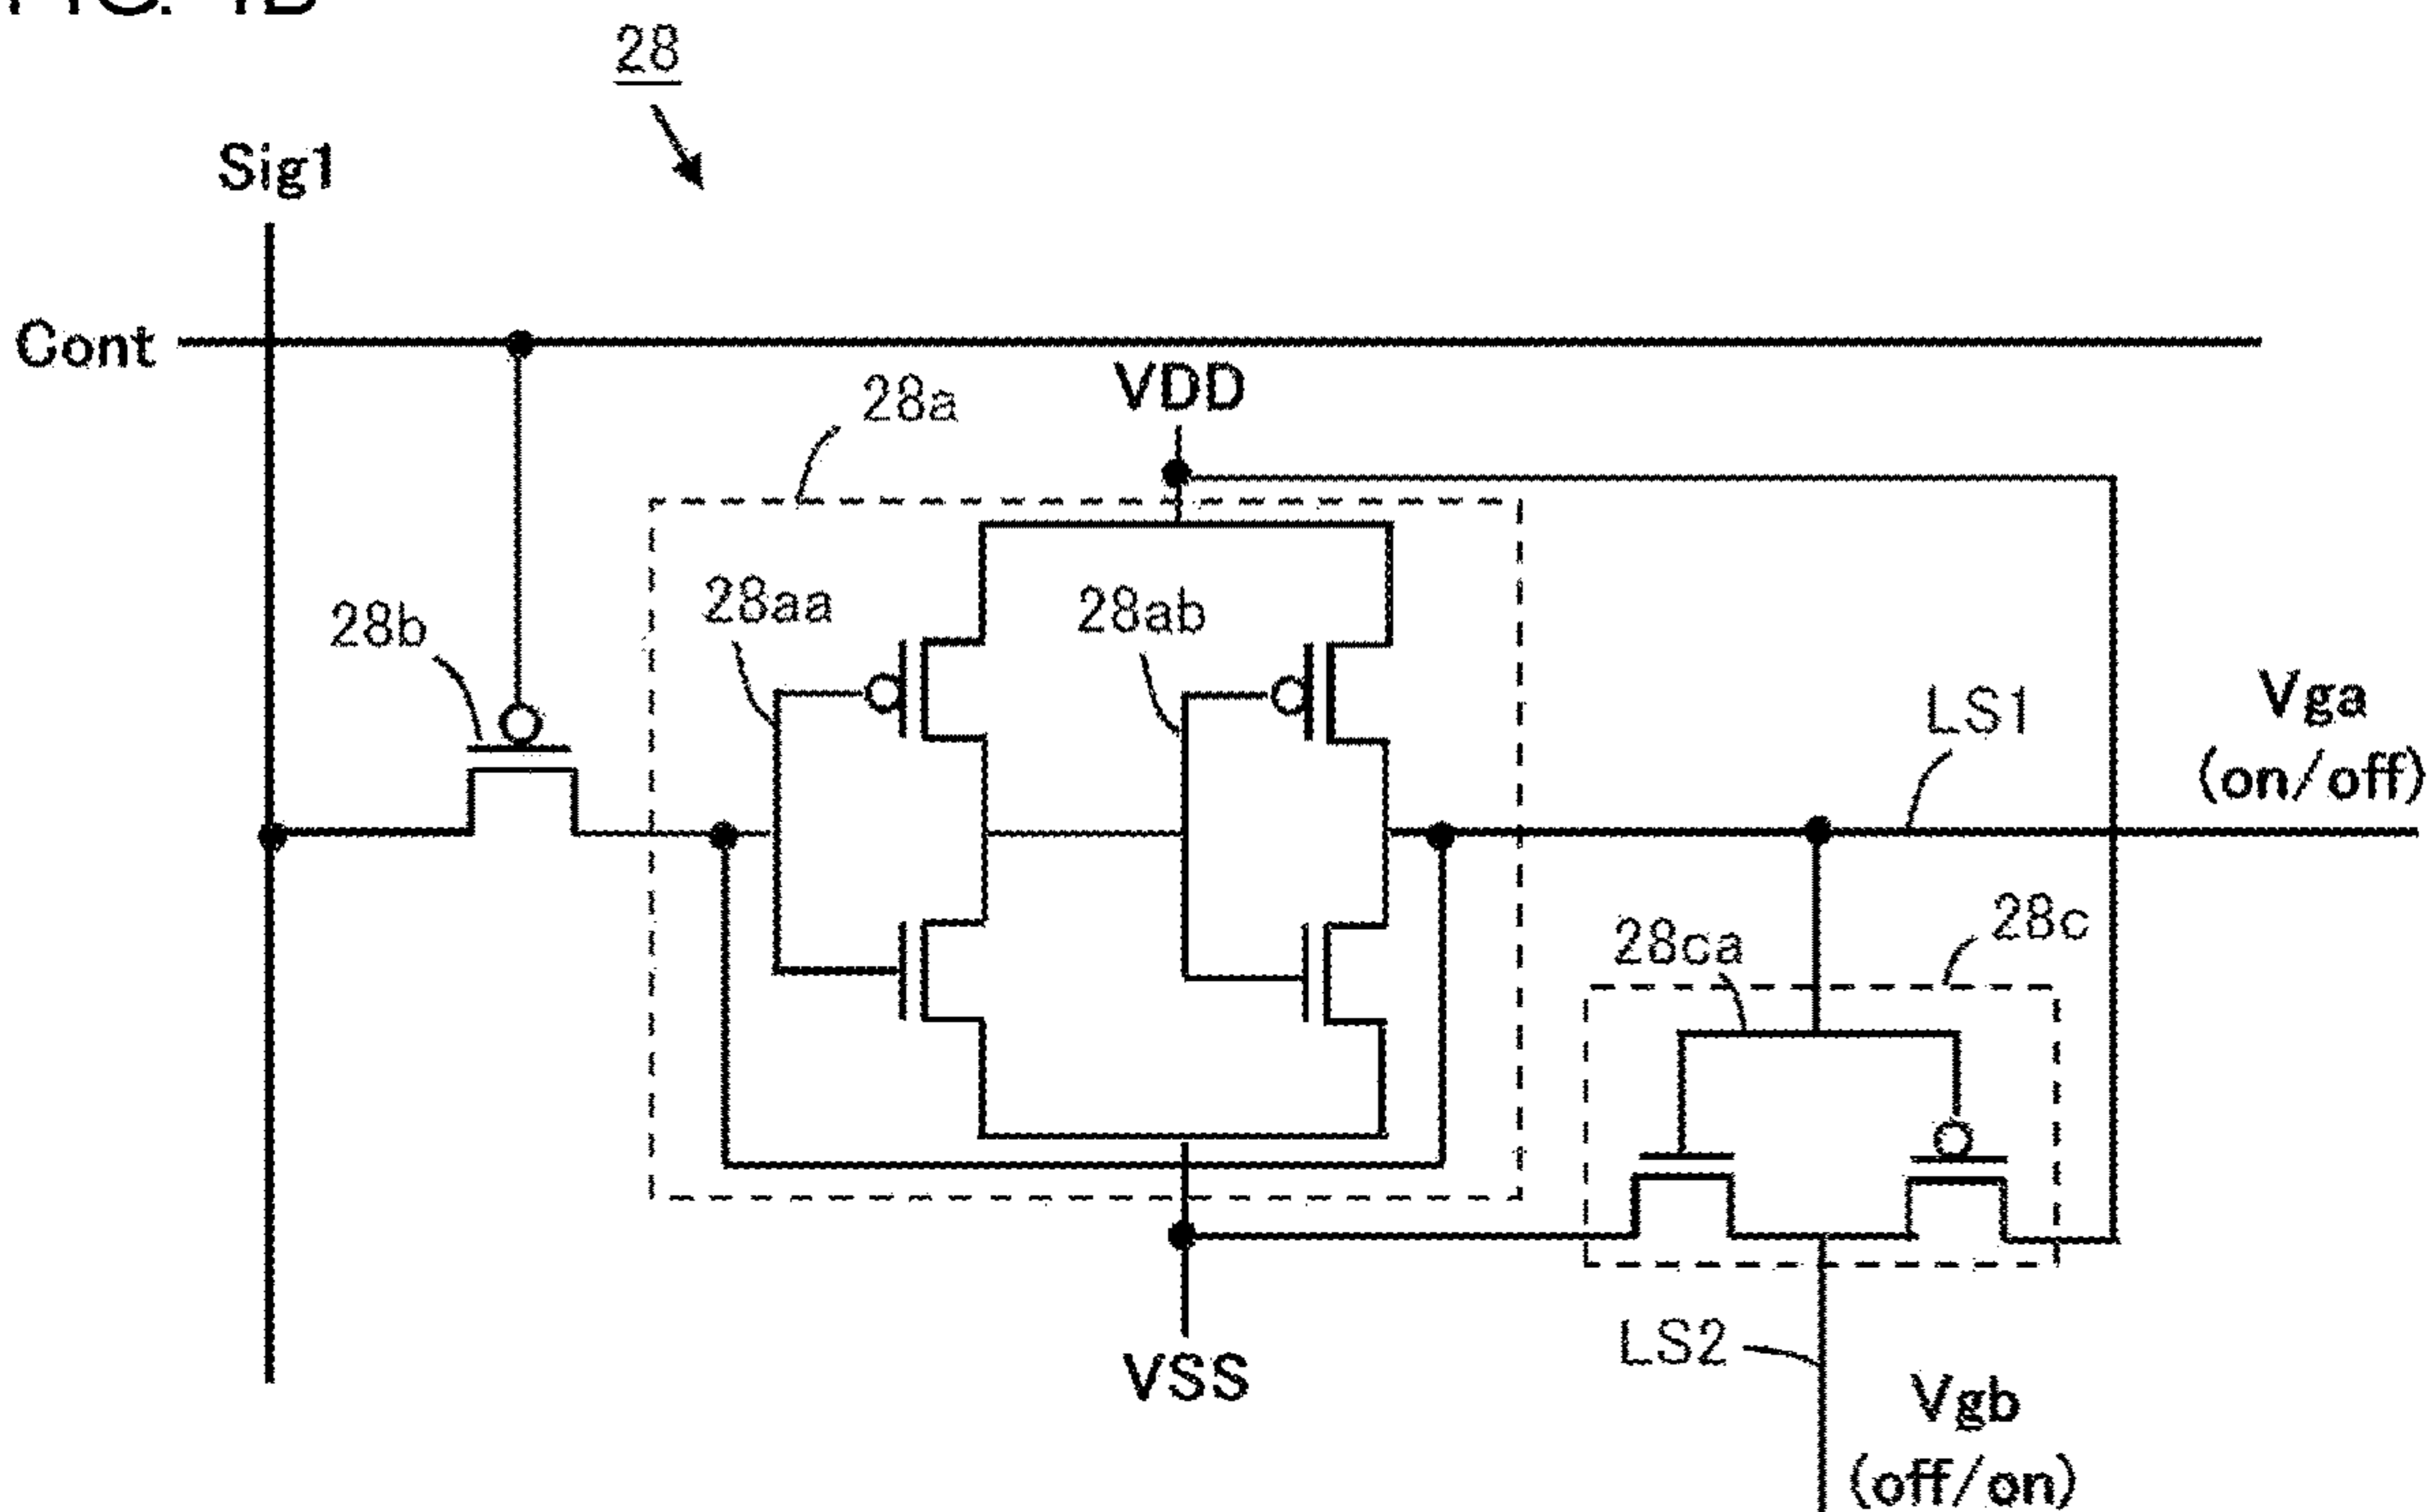 28
Sig1
Cont
VDD
28a
28aa
28ab
28b
LS1
Vga
(on/off)
28ca
28c
LS2
VSS
Vgb
(off/on)